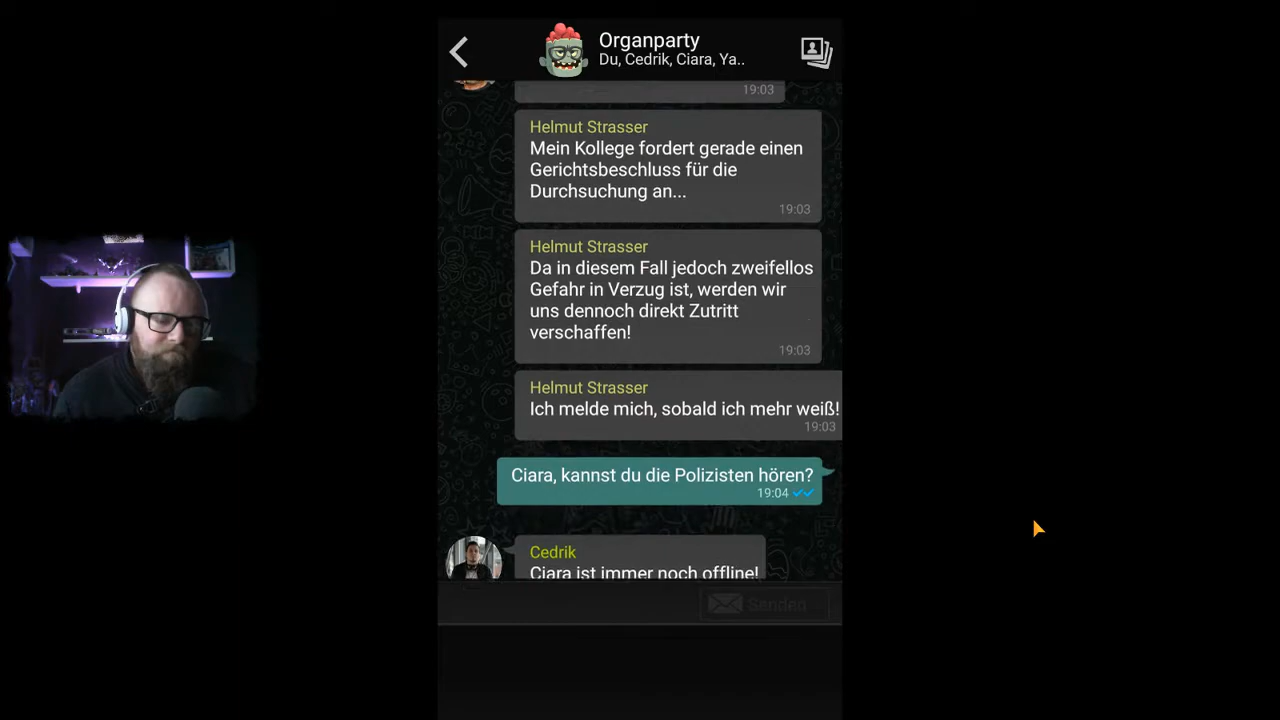 Organparty
Du, Cedrik, Ciara, Ya..
19:03
Helmut Strasser
Mein Kollege fordert gerade einen
Gerichtsbeschluss für die
Durchsuchung an...
19:03
Helmut Strasser
Da in diesem Fall jedoch zweifellos
Gefahr in Verzug ist, werden wir
uns dennoch direkt Zutritt
verschaffen!
19:03
Helmut Strasser
Ich melde mich, sobald ich mehr weiß!
19:03
Ciara, kannst du die Polizisten hören?
19:04
Cedrik
Ciara ist immer noch offline!
Senden